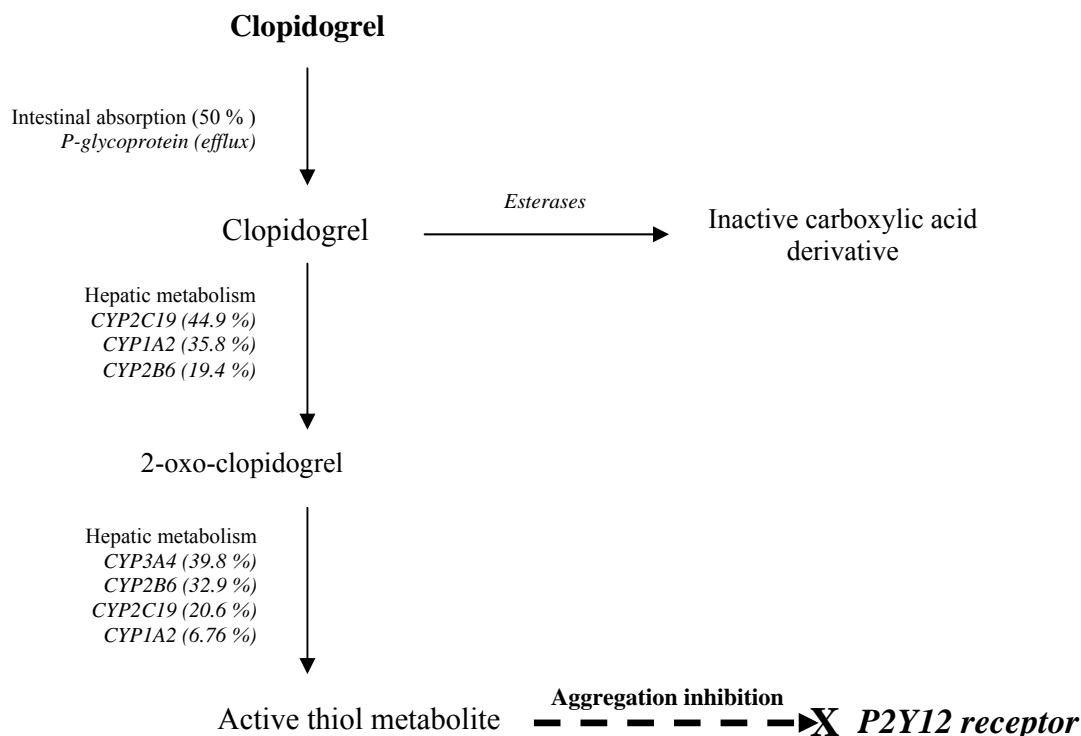 Clopidogrel
Intestinal absorption (50 % )
P-glycoprotein (efflux)
Clopidogrel
Esterases
Inactive carboxylic acid
derivative
Hepatic metabolism
CYP2C19 (44.9 %)
CYP1A2 (35.8 %)
CYP2B6 (19.4 %)
2-oxo-clopidogrel
Hepatic metabolism
CYP3A4 (39.8 %)
CYP2B6 (32.9 %)
CYP2C19 (20.6 %)
CYP1A2 (6.76 %)
Active thiol metabolite
Aggregation inhibition
X P2Y12 receptor